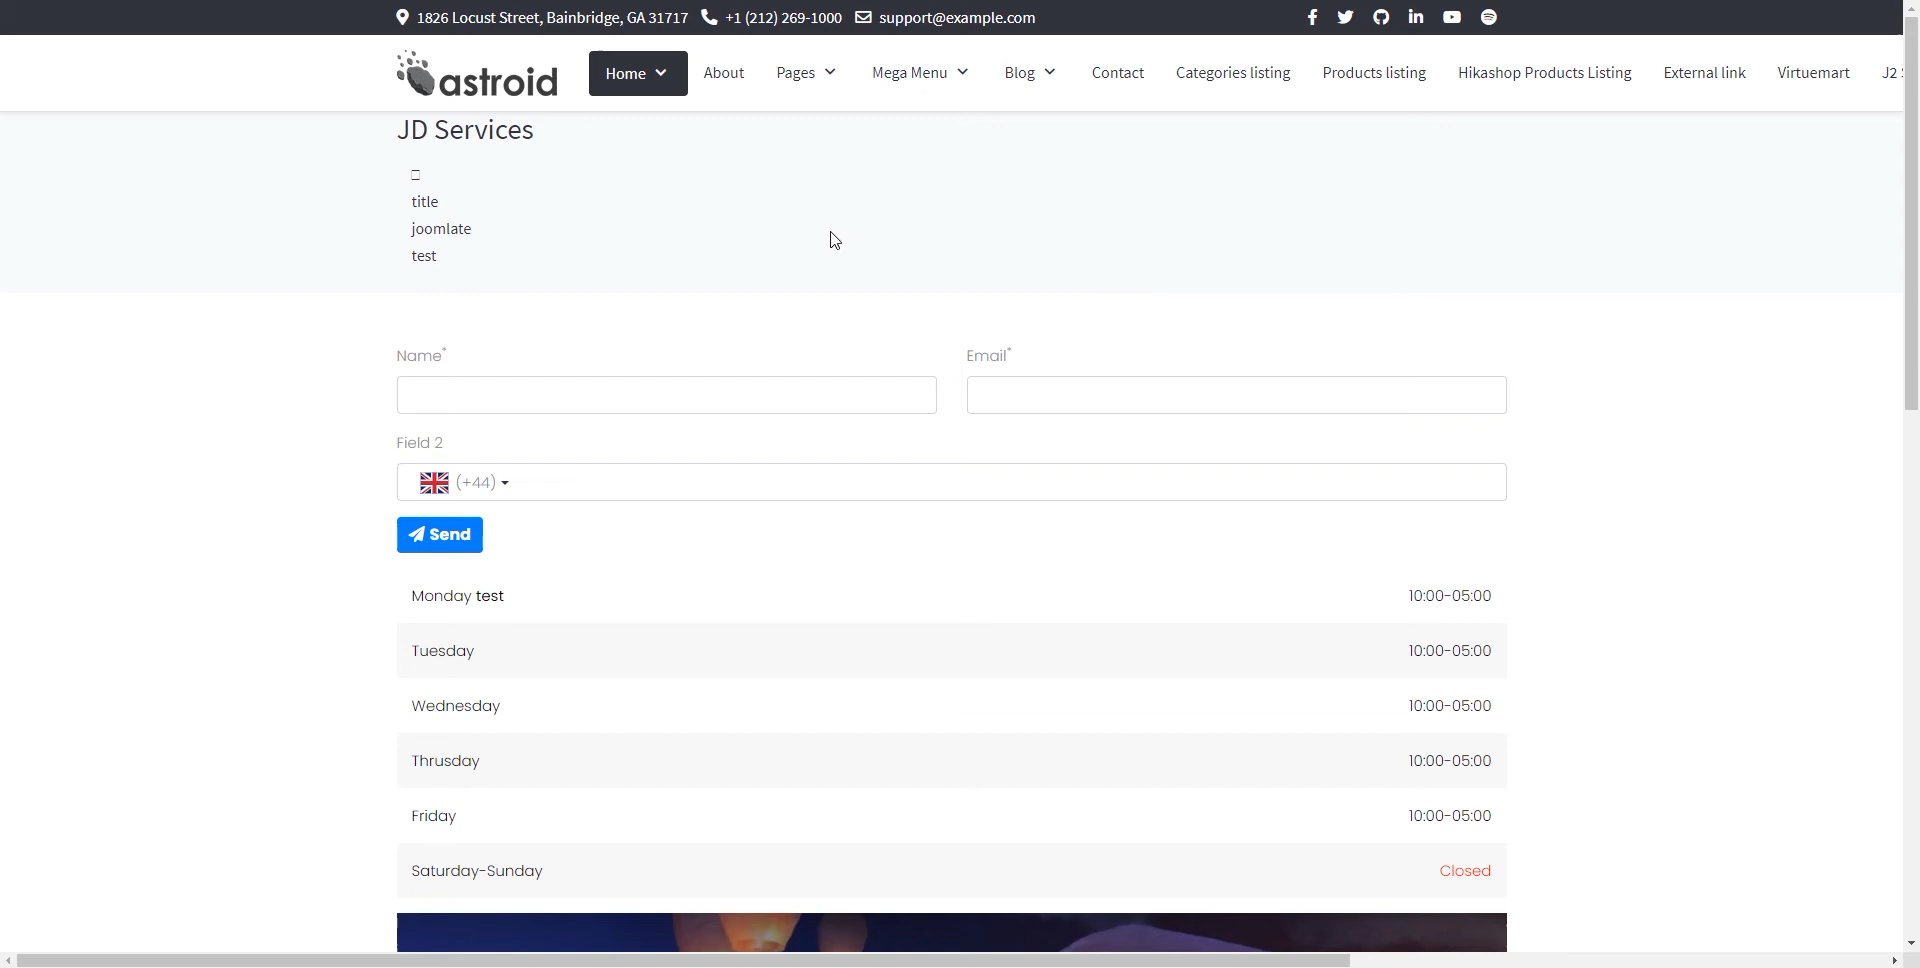 1826 Locust Street, Bainbridge, GA 31717 +1 (212) 269-1000 support@example.com
astroid Home About Pages Mega Menu Blog Contact Categories listing Products listing Hikashop Products Listing External link Virtuemart J2
JD Services
title
joomlate
test
Name* Email*
Field 2
(+44)
Send
Monday test 10:00-05:00
Tuesday 10:00-05:00
Wednesday 10:00-05:00
Thrusday 10:00-05:00
Friday 10:00-05:00
Saturday-Sunday Closed